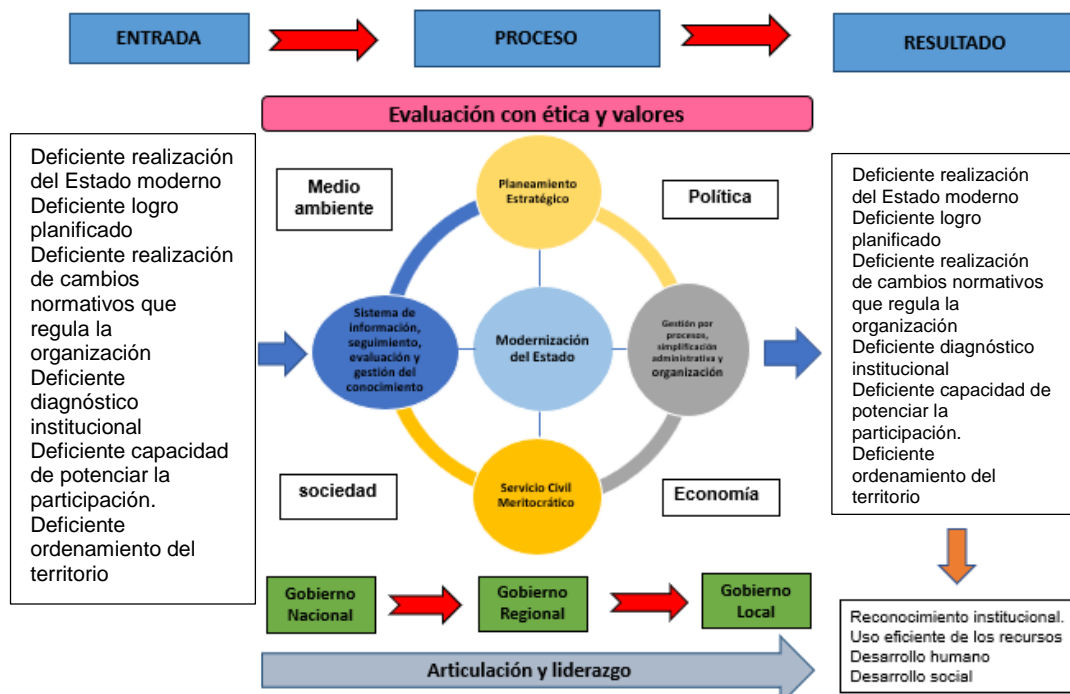 ENTRADA
PROCESO
RESULTADO
Evaluación con ética y valores
Deficiente realización
del Estado moderno
Deficiente logro
planificado
Deficiente realización
de cambios
normativos que
regula la
organización
Deficiente
diagnóstico
institucional
Deficiente capacidad
de potenciar la
participación.
Deficiente
ordenamiento del
territorio
Medio
ambiente
Planeamiento
Estratégico
Política
Sistema de
información,
seguimiento,
evaluación y
gestión del
conocimiento
Modernización
del Estado
Gestión por
procesos,
simplificación
administrativa y
organización
sociedad
Servicio Civil
Meritocrático
Economía
Gobierno
Nacional
Gobierno
Regional
Gobierno
Local
Articulación y liderazgo
Deficiente realización
del Estado moderno
Deficiente logro
planificado
Deficiente realización
de cambios normativos
que regula la
organización
Deficiente diagnóstico
institucional
Deficiente capacidad de
potenciar la
participación.
Deficiente
ordenamiento del
territorio
Reconocimiento institucional.
Uso eficiente de los recursos
Desarrollo humano
Desarrollo social